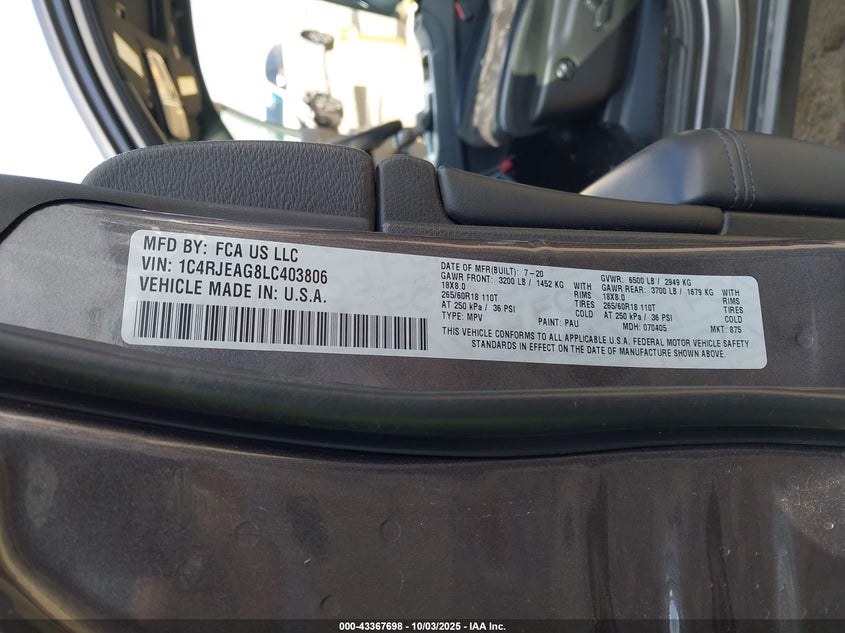 MFD BY: FCA US LLC
VIN: 1C4RJEAG8LC403806
VEHICLE MADE IN: U.S.A.
DATE OF MFR(BUILT): 7-20 GVWR: 6500 LB / 2949 KG
GAWR FRONT: 3200 LB / 1452 KG WITH GAWR REAR: 3700 LB / 1679 KG WITH
18X8.0 RIMS 18X8.0 RIMS
265/60R18 110T TIRES 265/60R18 110T TIRES
AT 250 kPa / 36 PSI COLD AT 250 kPa / 36 PSI COLD
TYPE: MPV PAINT: PAU MDH: 070405 MKT: 875
THIS VEHICLE CONFORMS TO ALL APPLICABLE U.S.A. FEDERAL MOTOR VEHICLE SAFETY
STANDARDS IN EFFECT ON THE DATE OF MANUFACTURE SHOWN ABOVE.
000-43367698 - 10/03/2025 - IAA Inc.